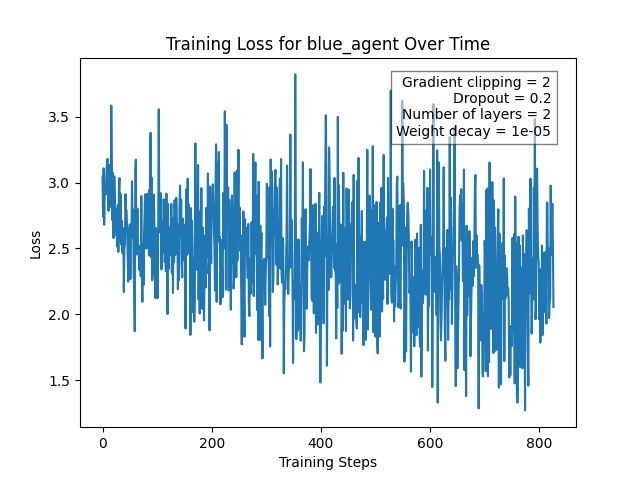 Training Loss for blue_agent Over Time
Gradient clipping = 2
Dropout = 0.2
Number of layers = 2
Weight decay = 1e-05
3.5
3.0
2.5
2.0
1.5
Loss
0 200 400 600 800
Training Steps